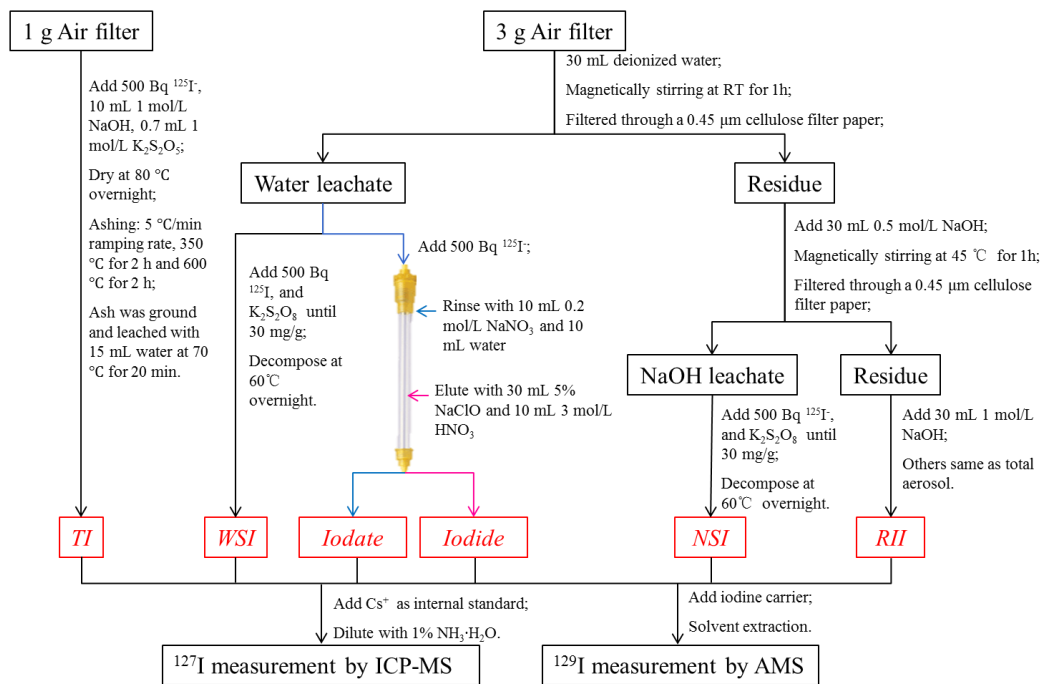 1 g Air filter
3 g Air filter
Add 500 Bq ¹²⁵I⁻,
10 mL 1 mol/L
NaOH, 0.7 mL 1
mol/L K₂S₂O₅;
Dry at 80 °C
overnight;
Ashing: 5 °C/min
ramping rate, 350
°C for 2 h and 600
°C for 2 h;
Ash was ground
and leached with
15 mL water at 70
°C for 20 min.
30 mL deionized water;
Magnetically stirring at RT for 1h;
Filtered through a 0.45 μm cellulose filter paper;
Water leachate
Residue
Add 500 Bq
¹²⁵I, and
K₂S₂O₈ until
30 mg/g;
Decompose at
60℃
overnight.
Add 500 Bq ¹²⁵I⁻;
Rinse with 10 mL 0.2
mol/L NaNO₃ and 10
mL water
Elute with 30 mL 5%
NaClO and 10 mL 3 mol/L
HNO₃
Add 30 mL 0.5 mol/L NaOH;
Magnetically stirring at 45 ℃ for 1h;
Filtered through a 0.45 μm cellulose
filter paper;
NaOH leachate
Residue
Add 500 Bq ¹²⁵I⁻,
and K₂S₂O₈ until
30 mg/g;
Decompose at
60℃ overnight.
Add 30 mL 1 mol/L
NaOH;
Others same as total
aerosol.
TI
WSI
Iodate
Iodide
NSI
RII
Add Cs⁺ as internal standard;
Dilute with 1% NH₃·H₂O.
Add iodine carrier;
Solvent extraction.
¹²⁷I measurement by ICP-MS
¹²⁹I measurement by AMS